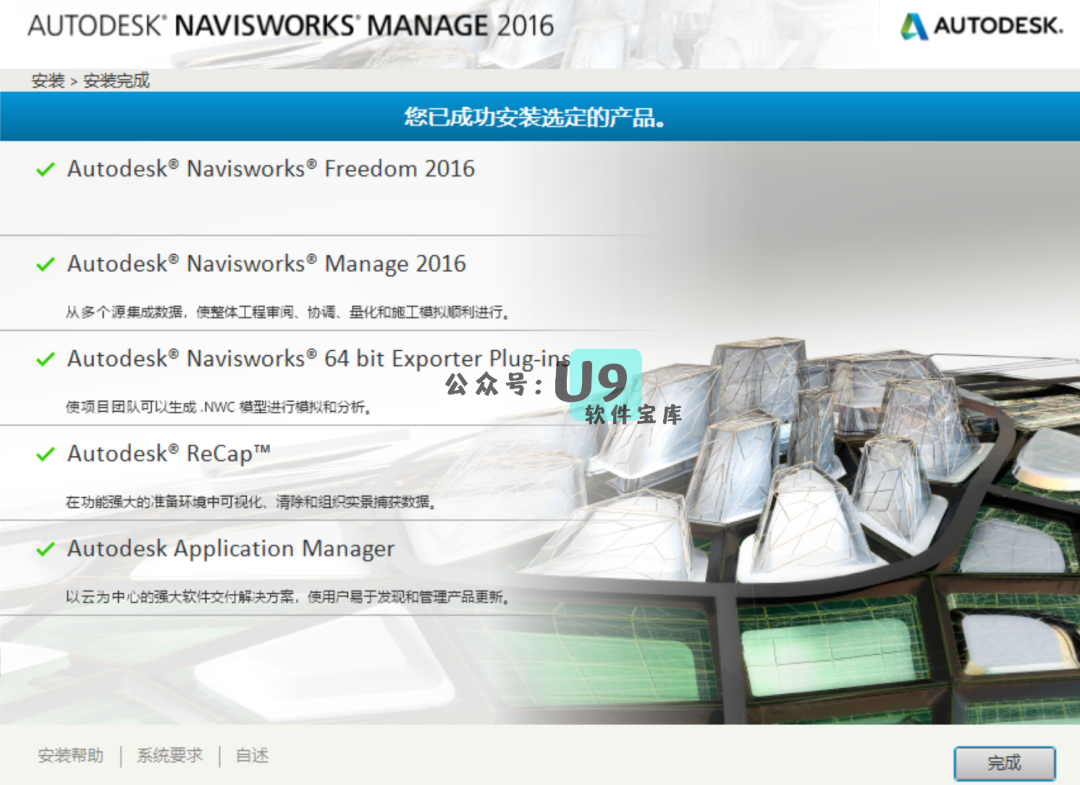 AUTODESK® NAVISWORKS® MANAGE 2016
AUTODESK.
安装 > 安装完成
您已成功安装选定的产品。
Autodesk® Navisworks® Freedom 2016
Autodesk® Navisworks® Manage 2016
从多个源集成数据，使整体工程审阅、协调、量化和施工模拟顺利进行。
Autodesk® Navisworks® 64 bit Exporter Plug-ins
公众号: U9
软件宝库
使项目团队可以生成 .NWC 模型进行模拟和分析。
Autodesk® ReCap™
在功能强大的准备环境中可视化、清除和组织实景捕获数据。
Autodesk Application Manager
以云为中心的强大软件交付解决方案，使用户易于发现和管理产品更新。
安装帮助 | 系统要求 | 自述
完成